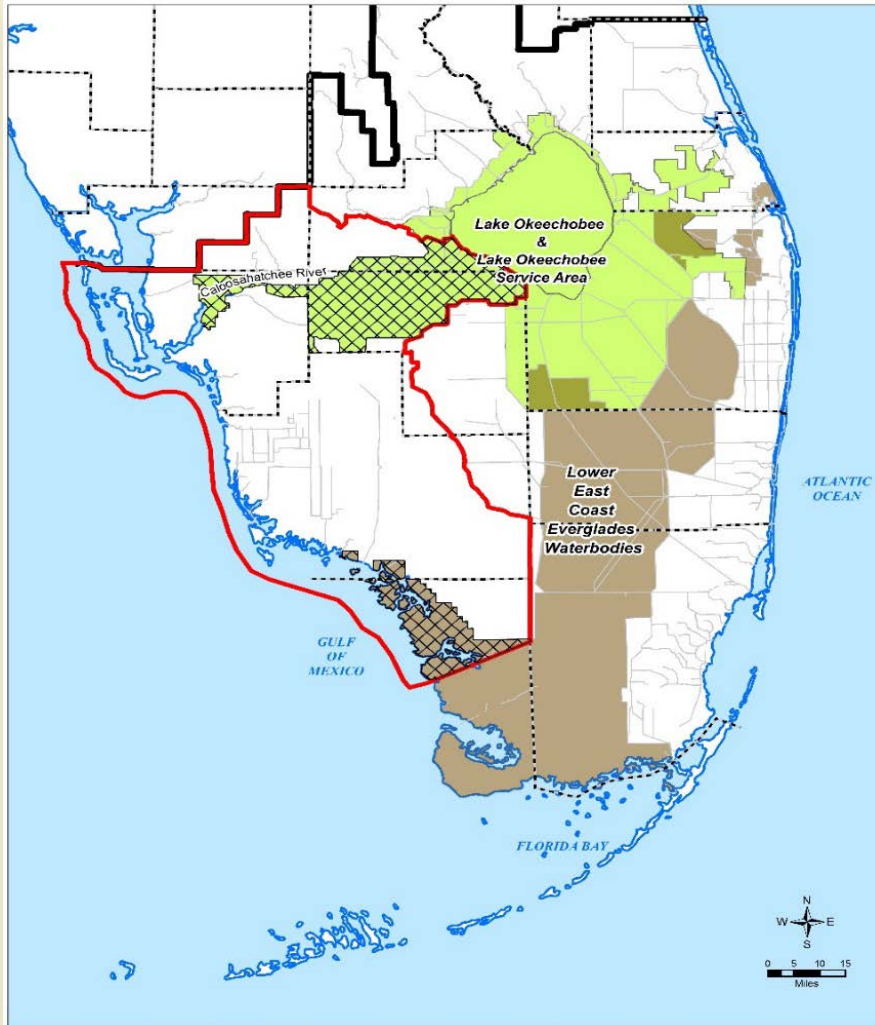 Lake Okeechobee
&
Lake Okeechobee
Service Area
Caloosahatchee River
Lower
East
Coast
Everglades
Waterbodies
ATLANTIC
OCEAN
GULF
OF
MEXICO
FLORIDA BAY
N
W E
S
0 5 10 15
Miles